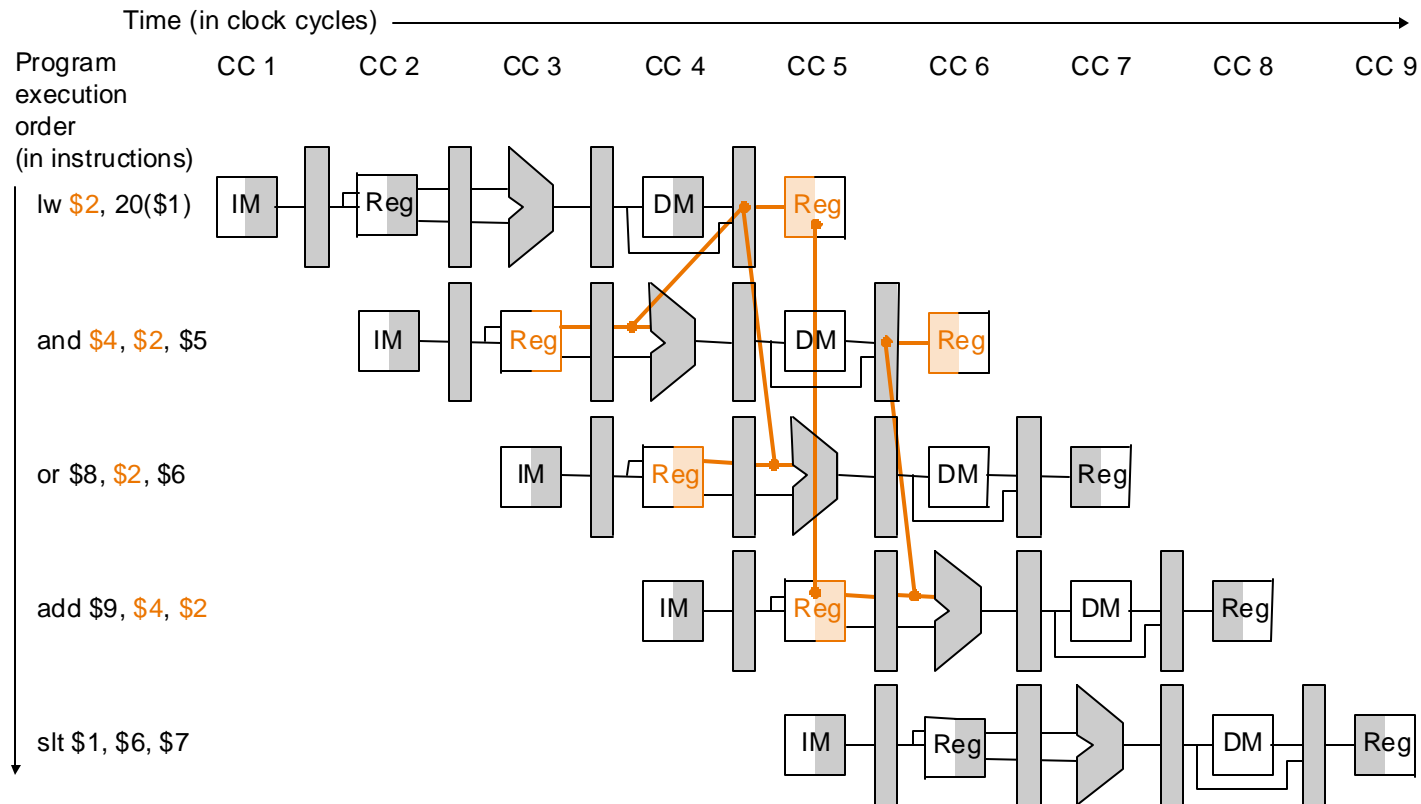 Time (in clock cycles)
Program
execution
order
(in instructions)
CC 1 CC 2 CC 3 CC 4 CC 5 CC 6 CC 7 CC 8 CC 9
lw $2, 20($1)
IM Reg DM Reg
and $4, $2, $5
IM Reg DM Reg
or $8, $2, $6
IM Reg DM Reg
add $9, $4, $2
IM Reg DM Reg
slt $1, $6, $7
IM Reg DM Reg